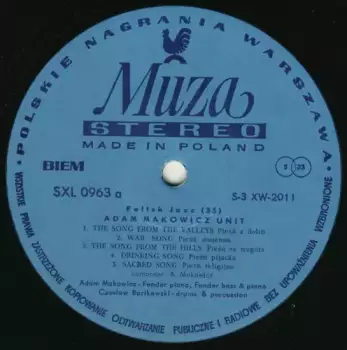 • POLSKIE NAGRANIA WARSZAWA •
Muza
STEREO
MADE IN POLAND
BIEM
S 33
SXL 0963 a
S-3 XW-2011
Polish Jazz (35)
ADAM MAKOWICZ UNIT
1. THE SONG FROM THE VALLEYS Pieśń z dolin
2. WAR SONG Pieśń wojenna
3. THE SONG FROM THE HILLS Pieśń ze wzgórz
4. DRINKING SONG Pieśń pijacka
5. SACRED SONG Pieśń religijna
A. Makowicz
Adam Makowicz - Fender piano, Fender bass & piano
Czesław Bartkowski - drums & percussion
WSZELKIE PRAWA ZASTRZEŻONE KOPIOWANIE ODTWARZANIE PUBLICZNE I RADIOWE BEZ UPOWAŻNIENIA WZBRONIONE